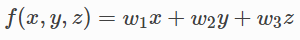 f(x, y, z) = w₁x + w₂y + w₃z